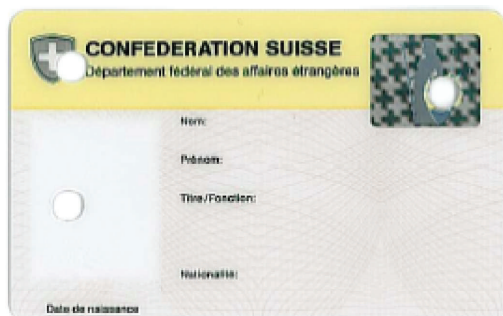 CONFEDERATION SUISSE
Département fédéral des affaires étrangères
Nom:
Prénom:
Titre/Fonction:
Nationalité:
Date de naissance